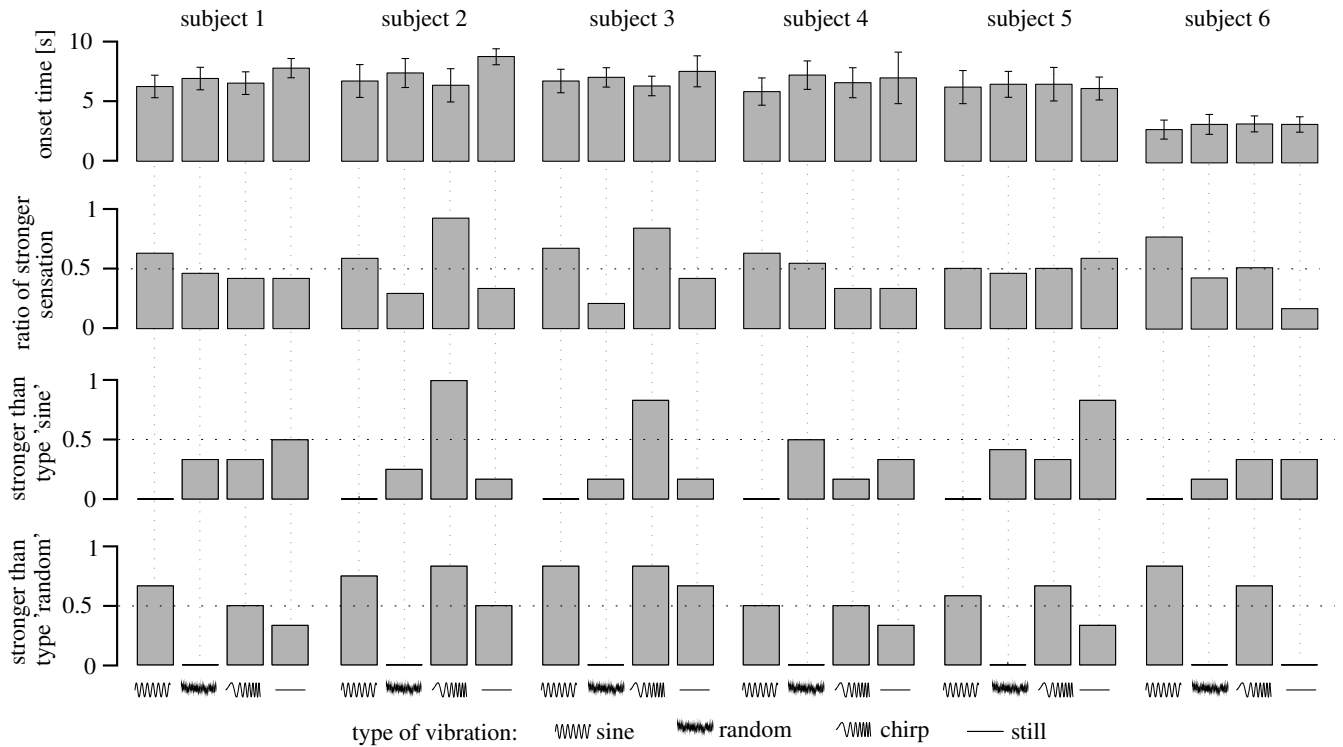 subject 1 subject 2 subject 3 subject 4 subject 5 subject 6
onset time [s]
10
5
0
ratio of stronger
sensation
1
0.5
0
stronger than
type 'sine'
1
0.5
0
stronger than
type 'random'
1
0.5
0
type of vibration: sine random chirp still